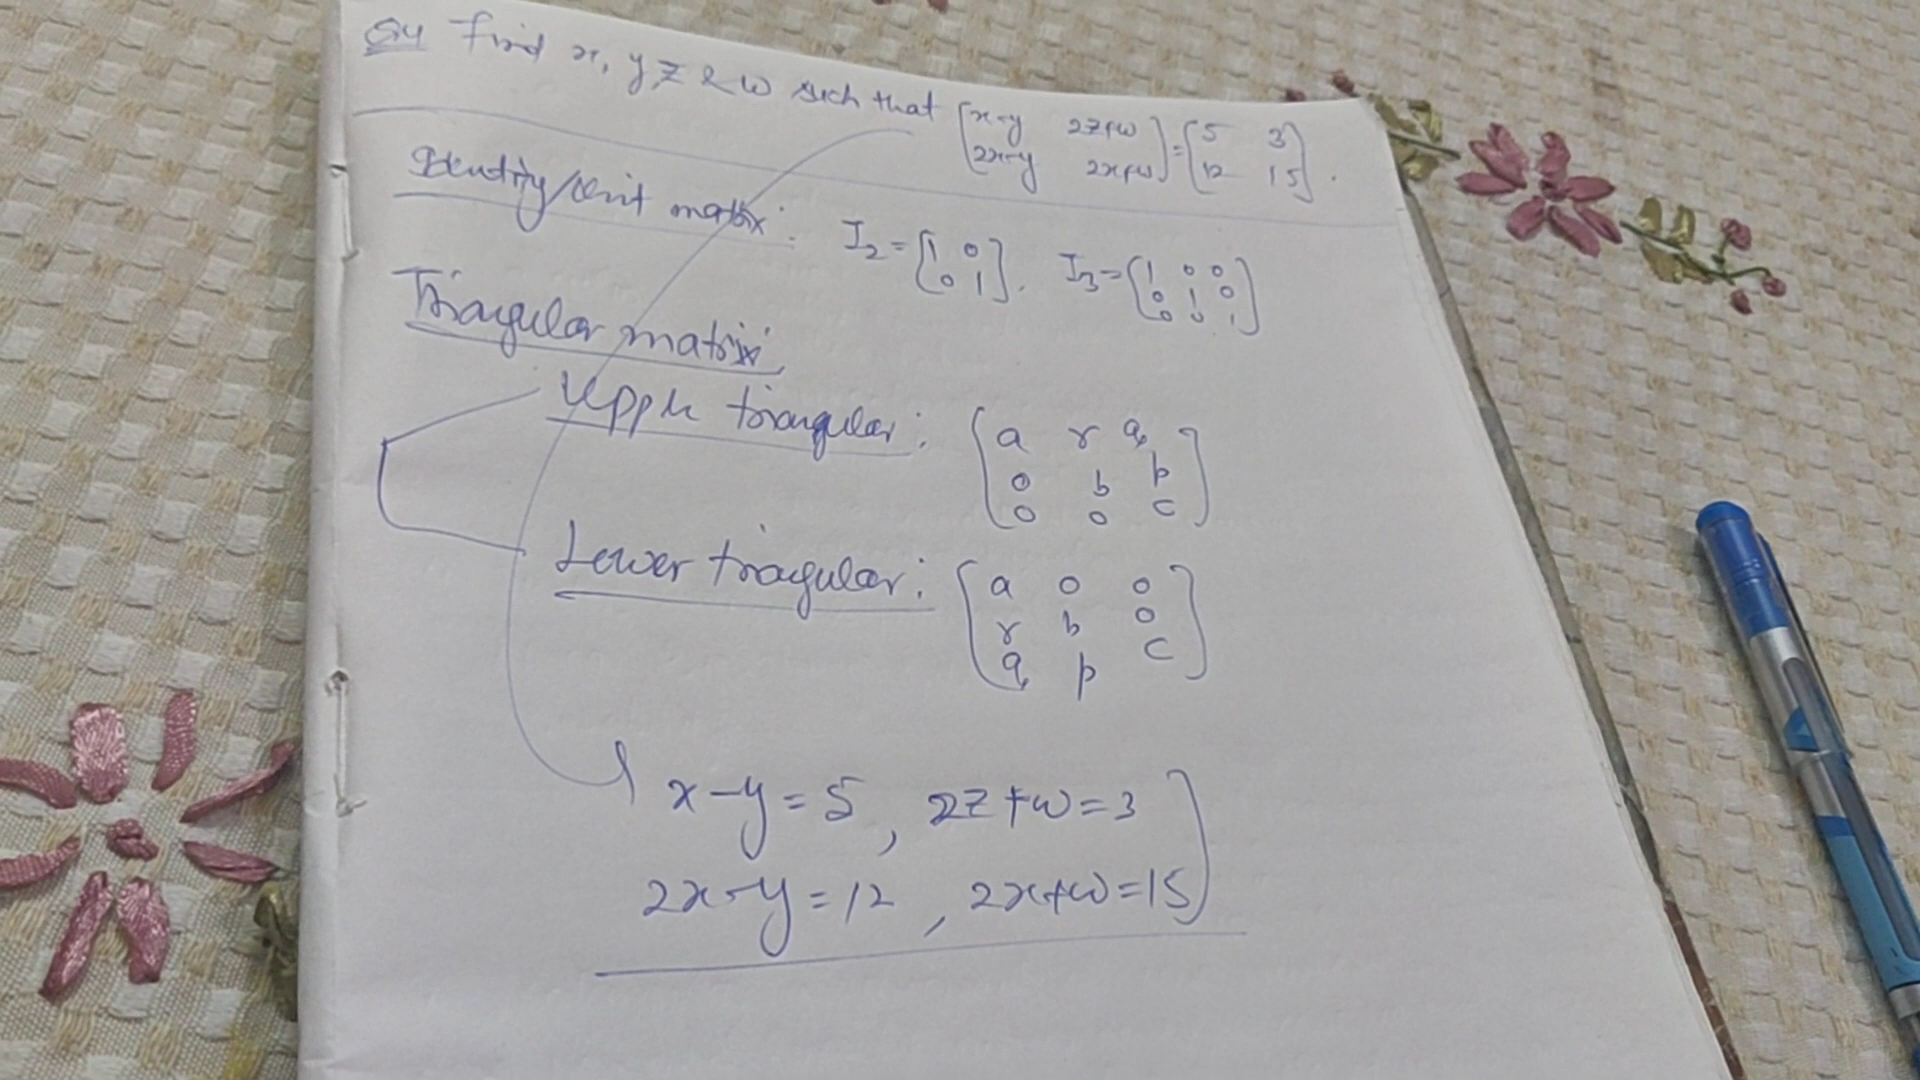 Q4 Find x, y z & w such that [x-y 2z+w] = [5 3]
[2x-y 2x+w] [12 15].
Identity/Unit matrix: I2 = [1 0] I3 = [1 0 0]
[0 1]. [0 1 0]
[0 0 1]
Triangular matrix:
Upper triangular: [a r q]
[0 b p]
[0 0 c]
Lower triangular: [a 0 0]
[r b 0]
[q p c]
x-y=5, 2z+w=3
2x-y=12, 2x+w=15